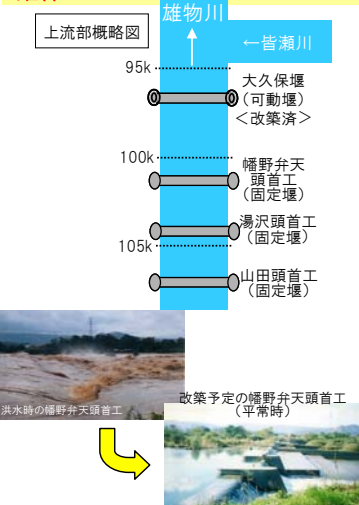 雄物川
上流部概略図
←皆瀬川
95k
大久保堰
(可動堰)
<改築済>
100k
幡野弁天
頭首工
(固定堰)
湯沢頭首工
(固定堰)
105k
山田頭首工
(固定堰)
洪水時の幡野弁天頭首工
改築予定の幡野弁天頭首工
(平常時)